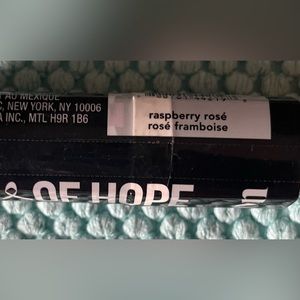 AU MEXIQUE
C, NEW YORK, NY 10006
A INC., MTL H9R 1B6
raspberry rosé
rosé framboise
& OF HOPE